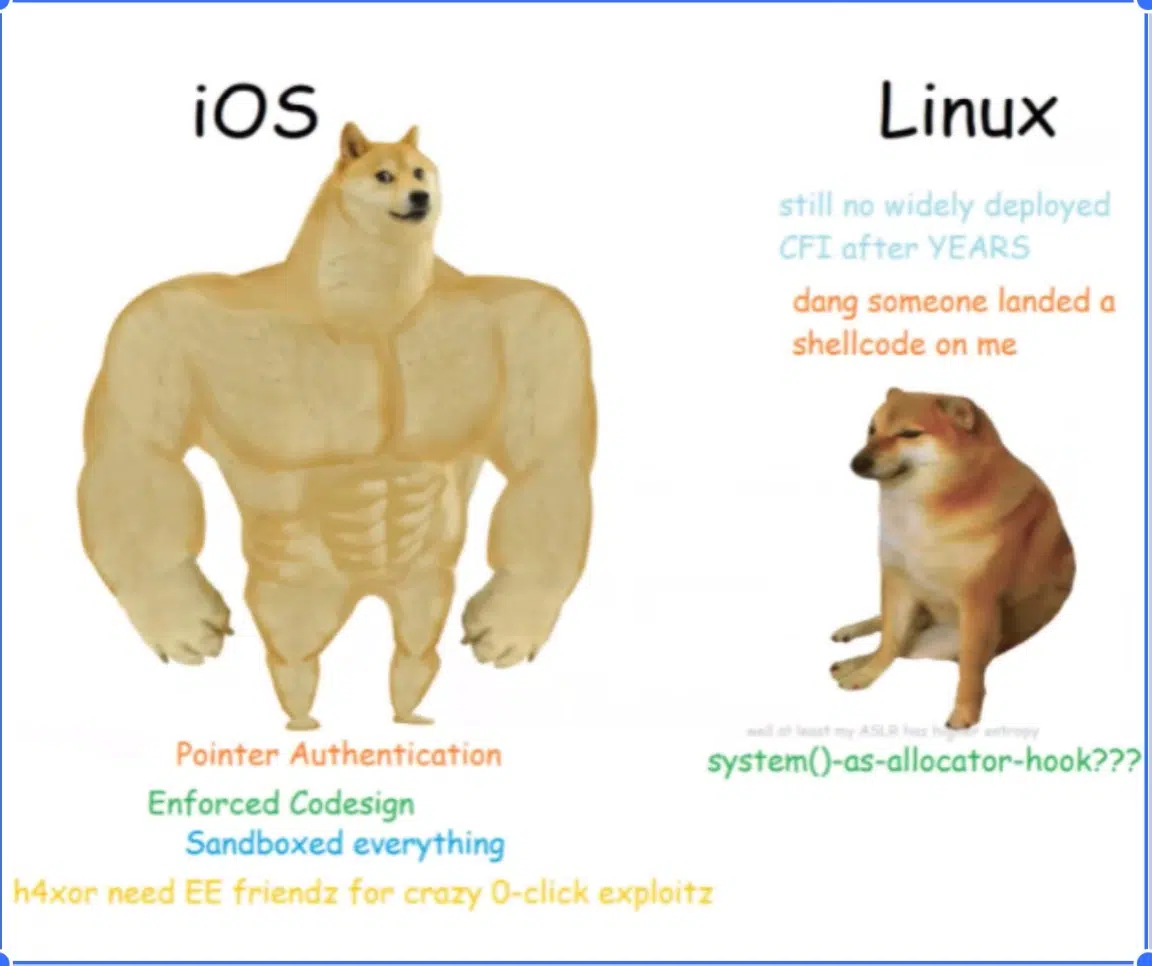 iOS
Linux
still no widely deployed
CFI after YEARS
dang someone landed a
shellcode on me
well at least my ASLR has higher entropy
system()-as-allocator-hook???
Pointer Authentication
Enforced Codesign
Sandboxed everything
h4xor need EE friendz for crazy 0-click exploitz